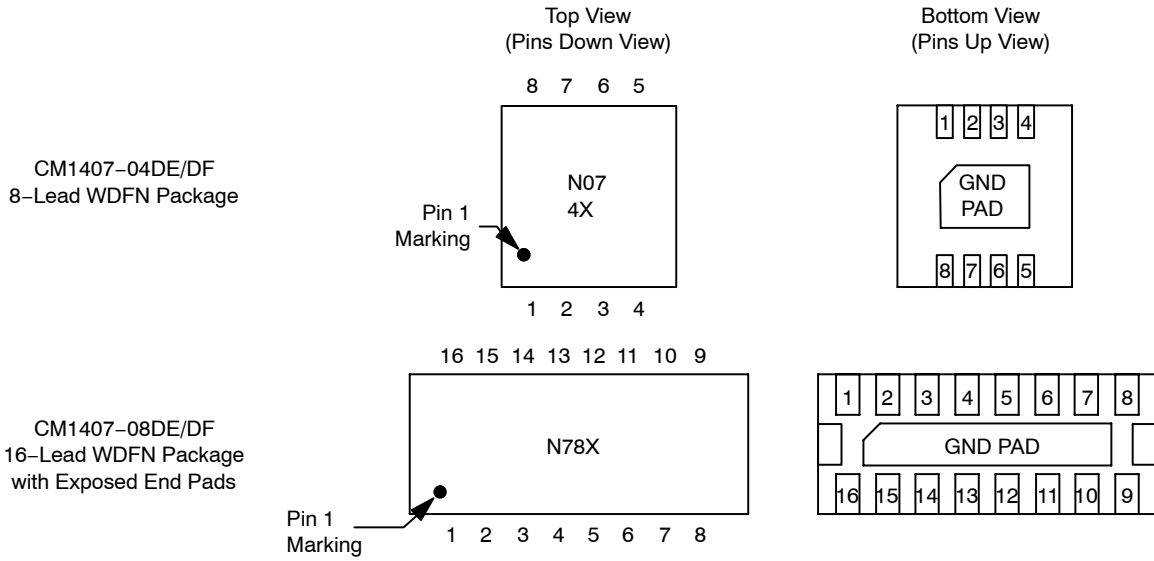 Top View
(Pins Down View)
Bottom View
(Pins Up View)
CM1407–04DE/DF
8–Lead WDFN Package
8 7 6 5
N07
4X
Pin 1
Marking
1 2 3 4
1 2 3 4
GND
PAD
8 7 6 5
CM1407–08DE/DF
16–Lead WDFN Package
with Exposed End Pads
16 15 14 13 12 11 10 9
N78X
Pin 1
Marking
1 2 3 4 5 6 7 8
1 2 3 4 5 6 7 8
GND PAD
16 15 14 13 12 11 10 9